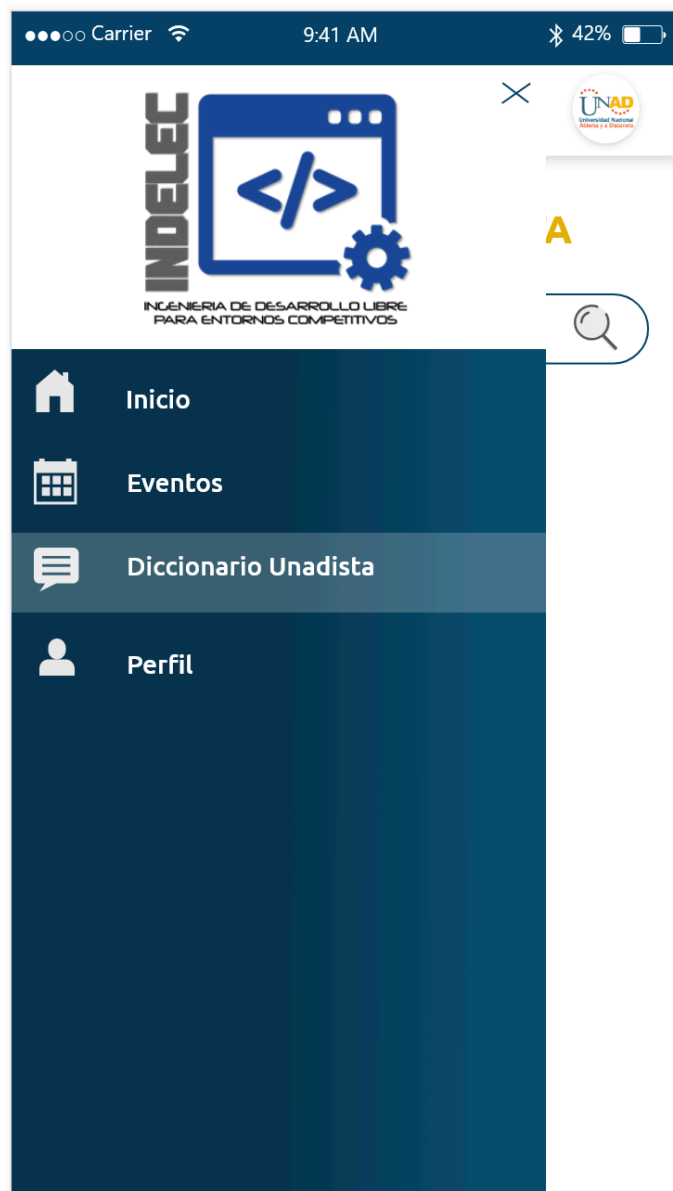 Carrier 9:41 AM 42%
INDELEC
INGENIERIA DE DESARROLLO LIBRE
PARA ENTORNOS COMPETITIVOS
UNAD
Universidad Nacional
Abierta y a Distancia
A
Inicio
Eventos
Diccionario Unadista
Perfil